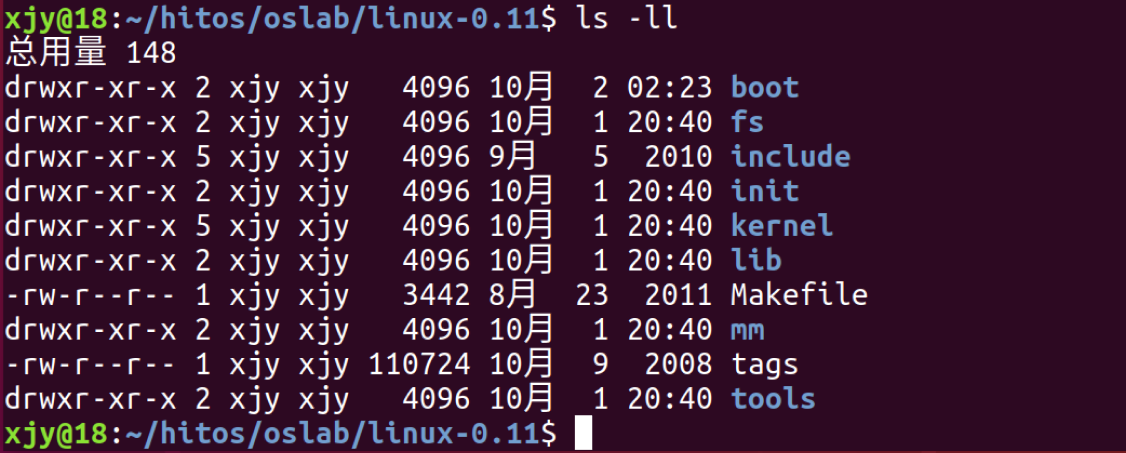 xjy@18:~/hitos/oslab/linux-0.11$ ls -ll
总用量 148
drwxr-xr-x 2 xjy xjy   4096 10月  2 02:23 boot
drwxr-xr-x 2 xjy xjy   4096 10月  1 20:40 fs
drwxr-xr-x 5 xjy xjy   4096 9月   5  2010 include
drwxr-xr-x 2 xjy xjy   4096 10月  1 20:40 init
drwxr-xr-x 5 xjy xjy   4096 10月  1 20:40 kernel
drwxr-xr-x 2 xjy xjy   4096 10月  1 20:40 lib
-rw-r--r-- 1 xjy xjy   3442 8月  23  2011 Makefile
drwxr-xr-x 2 xjy xjy   4096 10月  1 20:40 mm
-rw-r--r-- 1 xjy xjy 110724 10月  9  2008 tags
drwxr-xr-x 2 xjy xjy   4096 10月  1 20:40 tools
xjy@18:~/hitos/oslab/linux-0.11$